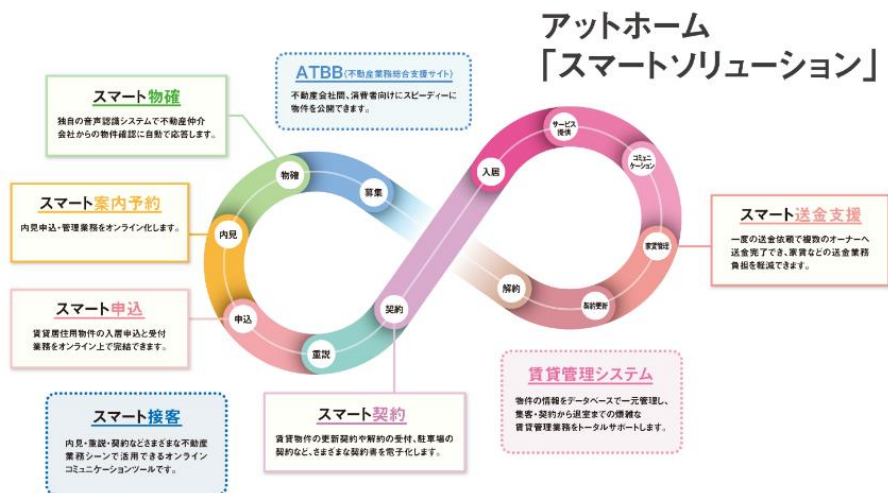 アットホーム
「スマートソリューション」
ATBB(不動産業務総合支援サイト)
不動産会社間、消費者向けにスピーディーに
物件を公開できます。
スマート物確
独自の音声認識システムで不動産仲介
会社からの物件確認に自動で応答します。
スマート案内予約
内見申込・管理業務をオンライン化します。
スマート申込
賃貸居住用物件の入居申込と受付
業務をオンライン上で完結できます。
スマート接客
内見・重説・契約などさまざまな不動産
業務シーンで活用できるオンライン
コミュニケーションツールです。
スマート契約
賃貸物件の更新契約や解約の受付、駐車場の
契約など、さまざまな契約書を電子化します。
賃貸管理システム
物件の情報をデータベースで一元管理し、
集客・契約から退室までの煩雑な
賃貸管理業務をトータルサポートします。
スマート送金支援
一度の送金依頼で複数のオーナーへ
送金完了でき、家賃などの送金業務
負担を軽減できます。
募集
物確
内見
申込
重説
契約
入居
サービス
提供
コミュニ
ケーション
家賃管理
契約更新
解約